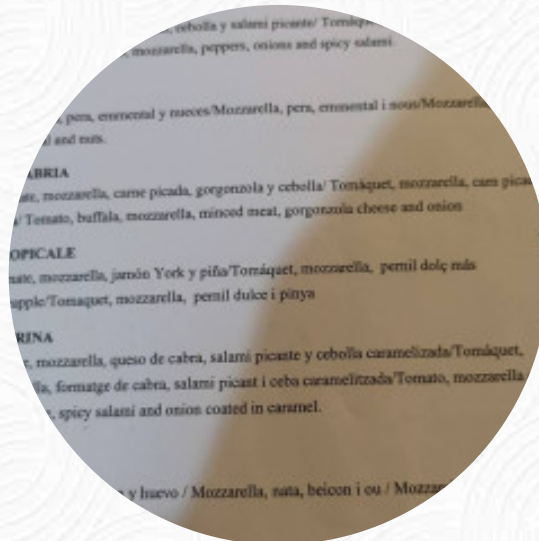 cebolla y salami picante/
mozzarella, peppers, onions and spicy salami.
pera, emmental y nueces/Mozzarella, pera, emmental i nous/Mozzarella
and nuts.
ABRIA
mozzarella, carne picada, gorgonzola y cebolla/ Tomàquet, mozzarella, carn
Tomato, buffala, mozzarella, minced meat, gorgonzola cheese and onion
OPICALE
mozzarella, jamón York y piña/Tomàquet, mozzarella, pernil dolç más
apple/Tomaquet, mozzarella, pernil dulce i pinya
RINA
mozzarella, queso de cabra, salami picante y cebolla caramelizada/Tomàquet,
formatge de cabra, salami picant i ceba caramelitzada/Tomato, mozzarella
spicy salami and onion coated in caramel.
y huevo / Mozzarella, nata, beicon i ou /